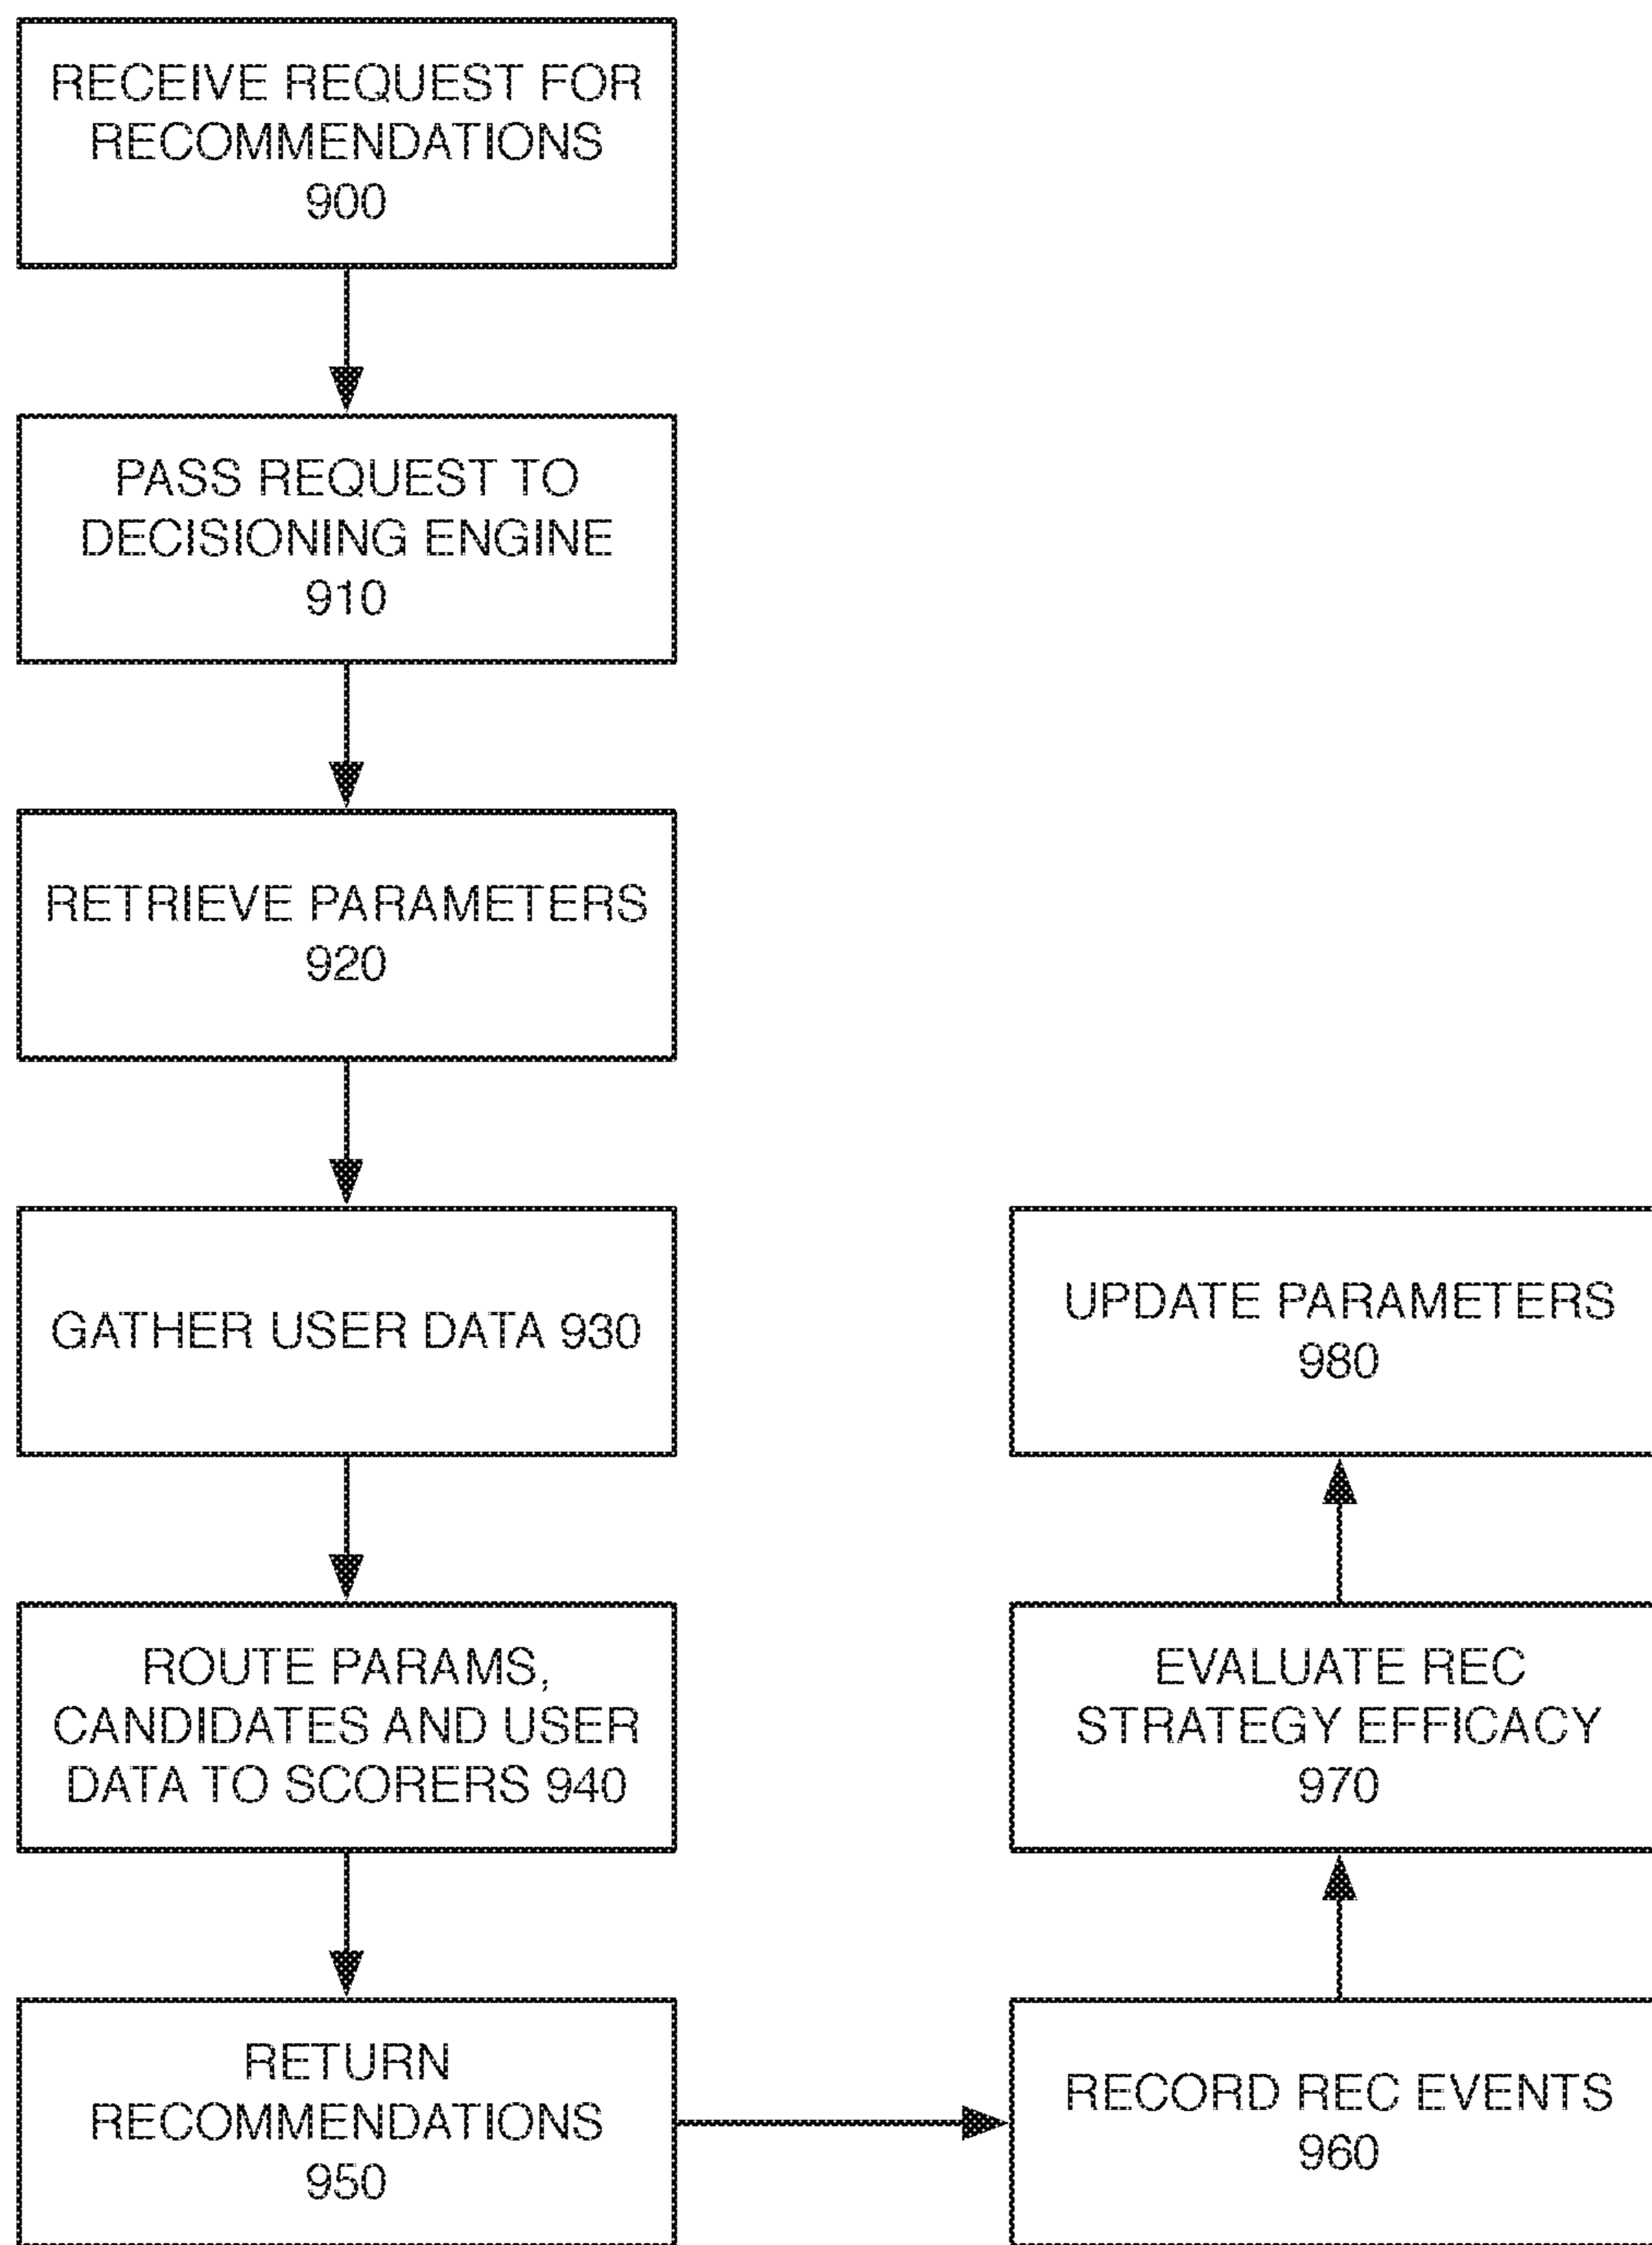 RECEIVE REQUEST FOR
RECOMMENDATIONS
900
PASS REQUEST TO
DECISIONING ENGINE
910
RETRIEVE PARAMETERS
920
GATHER USER DATA 930
ROUTE PARAMS,
CANDIDATES AND USER
DATA TO SCORERS 940
RETURN
RECOMMENDATIONS
950
RECORD REC EVENTS
960
EVALUATE REC
STRATEGY EFFICACY
970
UPDATE PARAMETERS
980